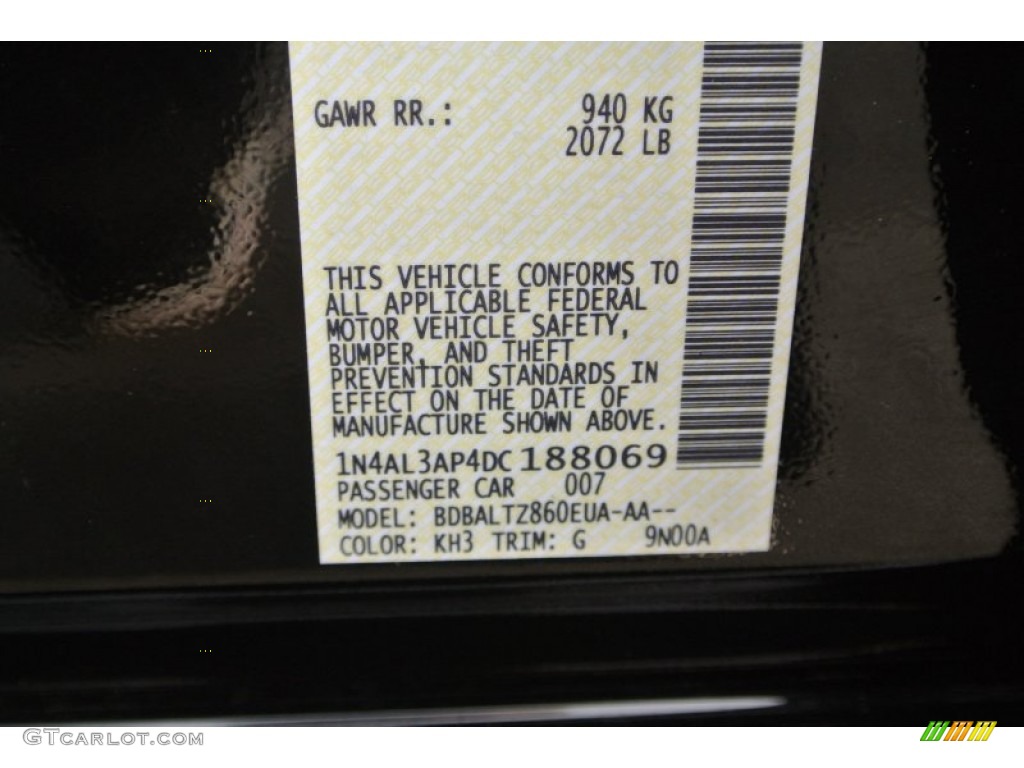 GAWR RR.: 940 KG
2072 LB
THIS VEHICLE CONFORMS TO
ALL APPLICABLE FEDERAL
MOTOR VEHICLE SAFETY,
BUMPER, AND THEFT
PREVENTION STANDARDS IN
EFFECT ON THE DATE OF
MANUFACTURE SHOWN ABOVE.
1N4AL3AP4DC188069
PASSENGER CAR 007
MODEL: BDBALTZ860EUA-AA--
COLOR: KH3 TRIM: G 9N00A
GTCarlot.com